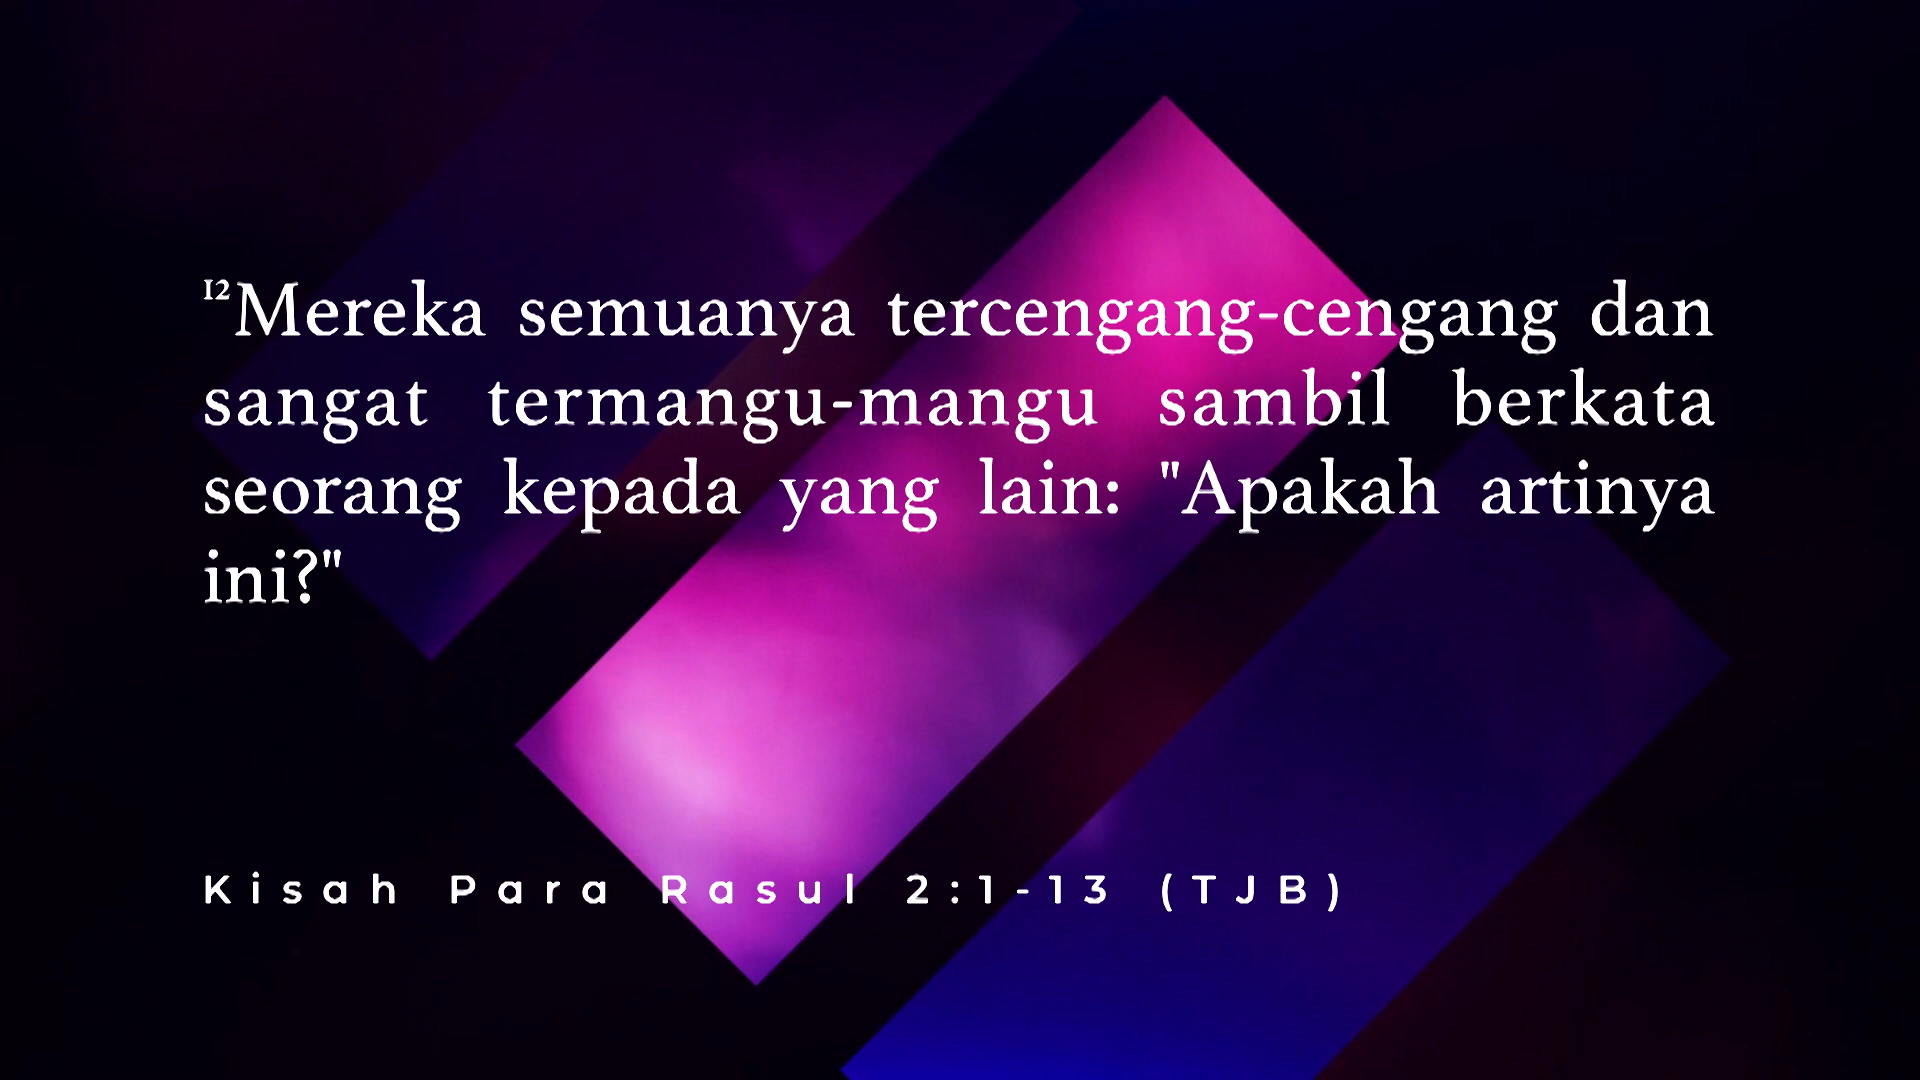 ¹²Mereka semuanya tercengang-cengang dan
sangat termangu-mangu sambil berkata
seorang kepada yang lain: "Apakah artinya
ini?"
Kisah Para Rasul 2:1-13 (TJB)